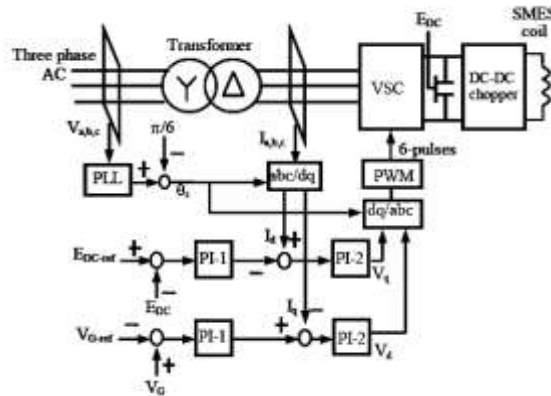 SMES
coil
E_DC
Transformer
Three phase
AC
Y Δ
VSC
DC-DC
chopper
V_a,b,c
π/6
I_a,b,c
6-pulses
+ −
PLL
θ_s
abc/dq
PWM
dq/abc
I_d +
+
E_DC-ref
PI-1
−
PI-2
V_q
−
E_DC
I_q −
V_G-ref −
PI-1
+
PI-2
V_d
+
V_G